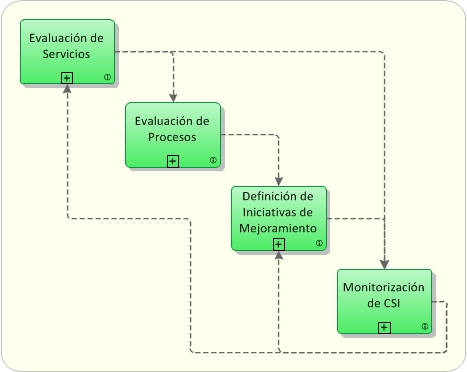 Evaluación de
Servicios
Evaluación de
Procesos
Definición de
Iniciativas de
Mejoramiento
Monitorización
de CSI